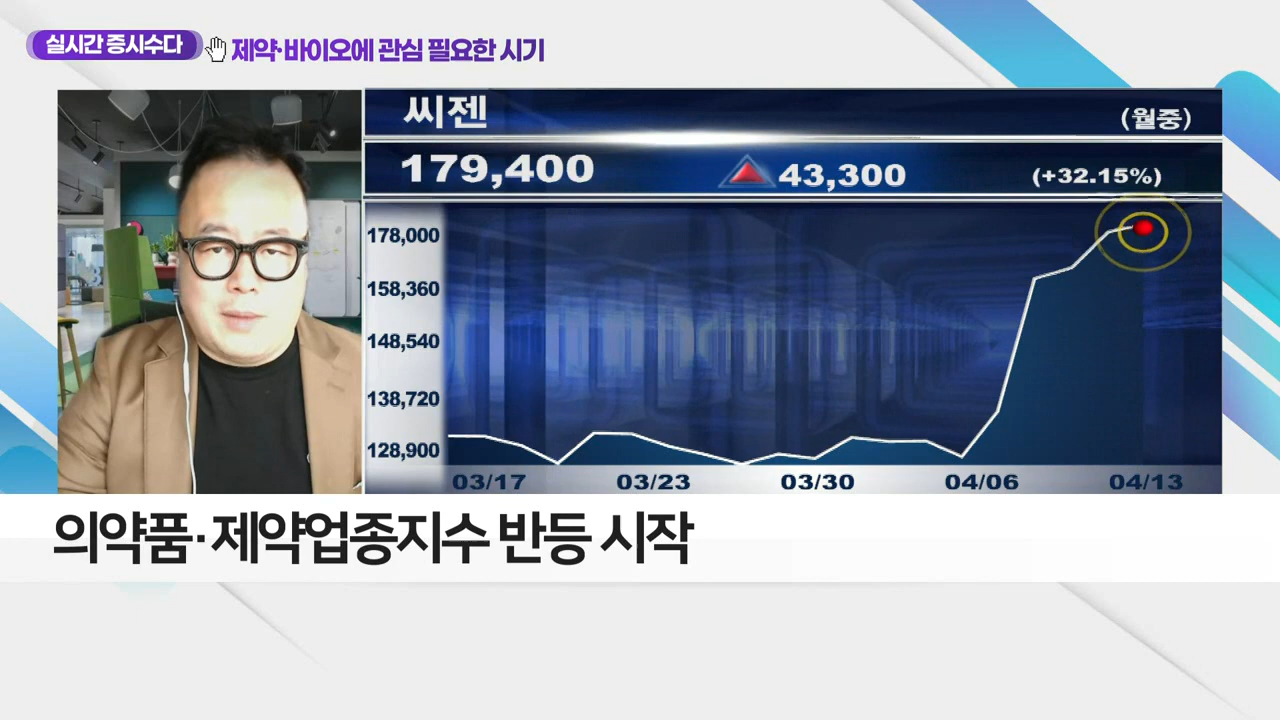 실시간 증시수다
제약·바이오에 관심 필요한 시기
씨젠
(월중)
179,400
43,300
(+32.15%)
178,000
158,360
148,540
138,720
128,900
03/17 03/23 03/30 04/06 04/13
의약품·제약업종지수 반등 시작